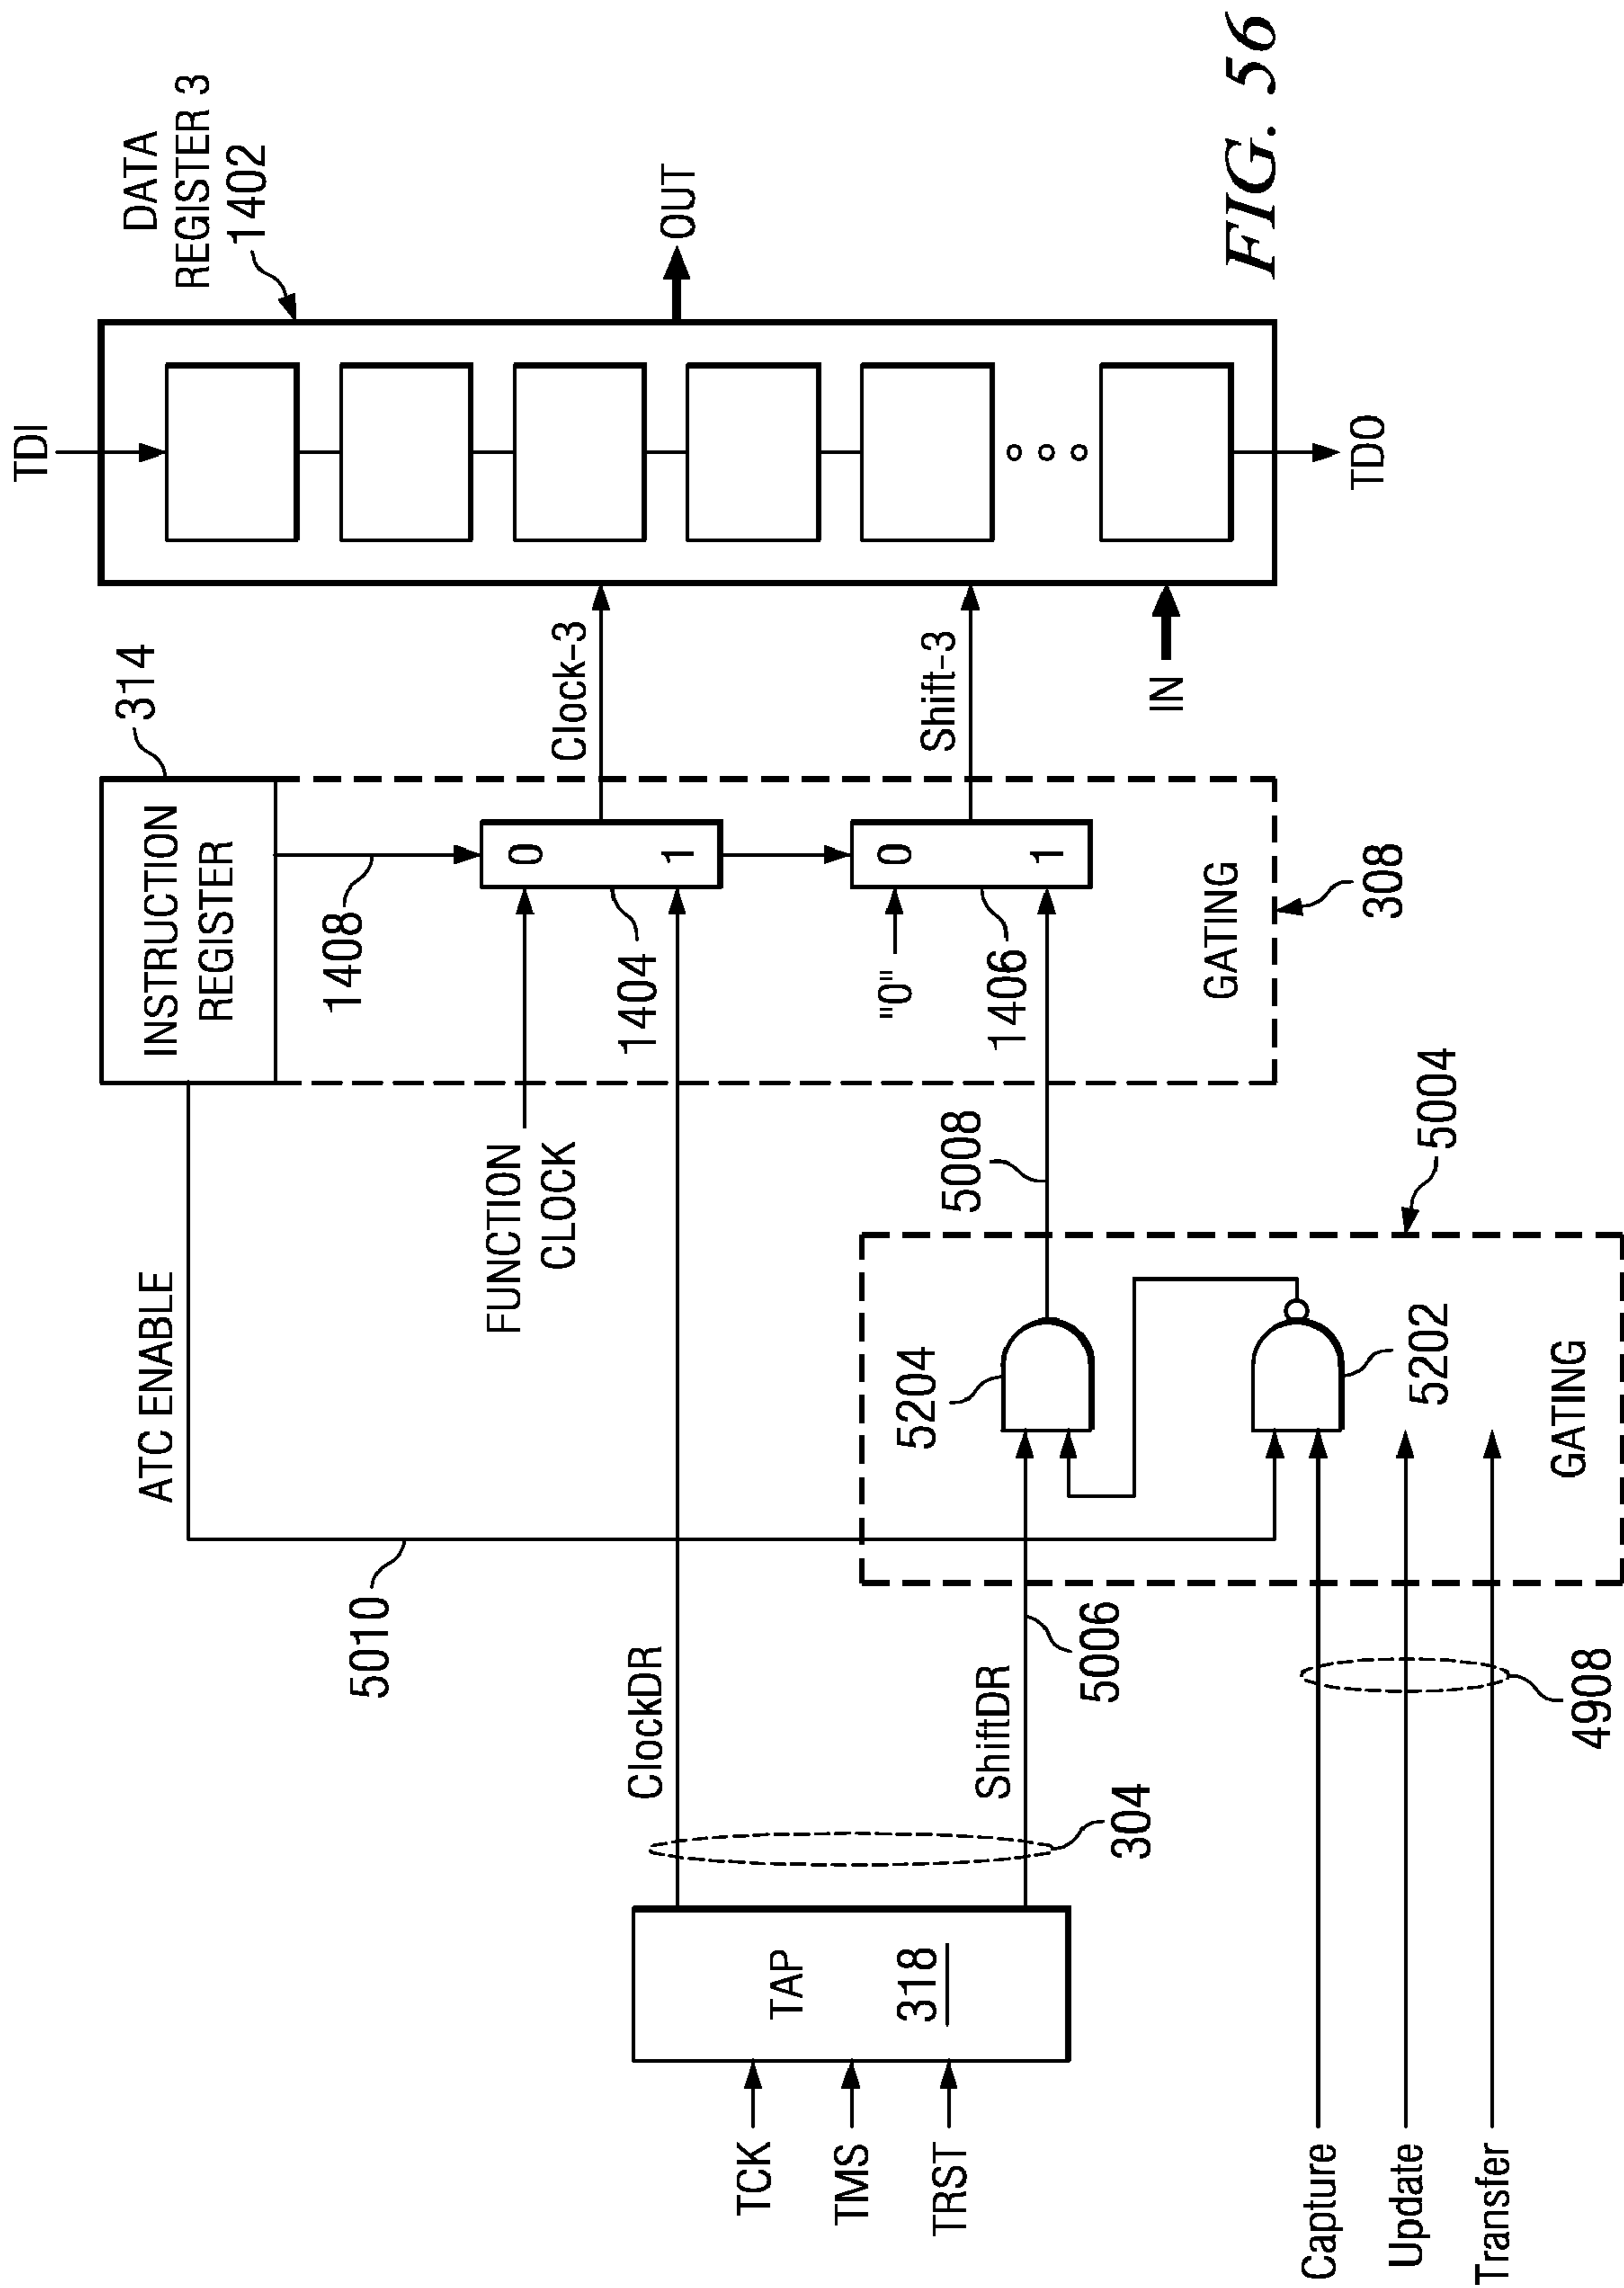 DATA
REGISTER 3
1402
TDI
OUT
TDO
IN
Clock-3
Shift-3
314
INSTRUCTION
REGISTER
1408
0
1
1404
FUNCTION
CLOCK
0
1
"0"
1406
GATING
308
ATC ENABLE
5010
5008
5004
5204
5202
GATING
ClockDR
ShiftDR
5006
304
4908
TAP
318
TCK
TMS
TRST
Capture
Update
Transfer
FIG. 56